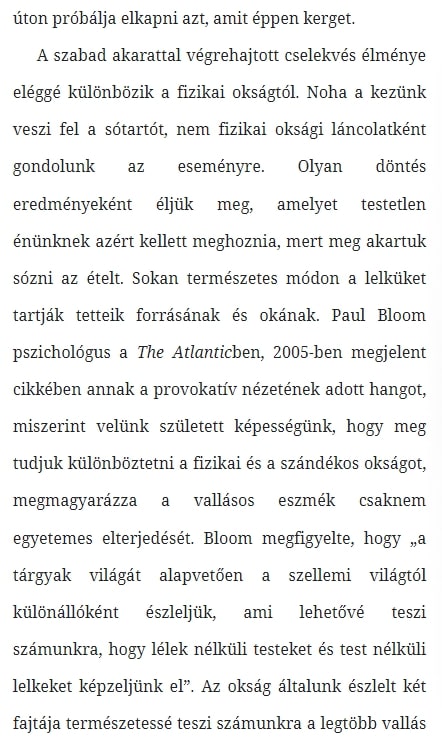 úton próbálja elkapni azt, amit éppen kerget.
A szabad akarattal végrehajtott cselekvés élménye
eléggé különbözik a fizikai okságtól. Noha a kezünk
veszi fel a sótartót, nem fizikai oksági láncolatként
gondolunk az eseményre. Olyan döntés
eredményeként éljük meg, amelyet testetlen
énünknek azért kellett meghoznia, mert meg akartuk
sózni az ételt. Sokan természetes módon a lelküket
tartják tetteik forrásának és okának. Paul Bloom
pszichológus a The Atlanticben, 2005-ben megjelent
cikkében annak a provokatív nézetének adott hangot,
miszerint velünk született képességünk, hogy meg
tudjuk különböztetni a fizikai és a szándékos okságot,
megmagyarázza a vallásos eszmék csaknem
egyetemes elterjedését. Bloom megfigyelte, hogy „a
tárgyak világát alapvetően a szellemi világtól
különállóként észleljük, ami lehetővé teszi
számunkra, hogy lélek nélküli testeket és test nélküli
lelkeket képzeljünk el”. Az okság általunk észlelt két
fajtája természetessé teszi számunkra a legtöbb vallás